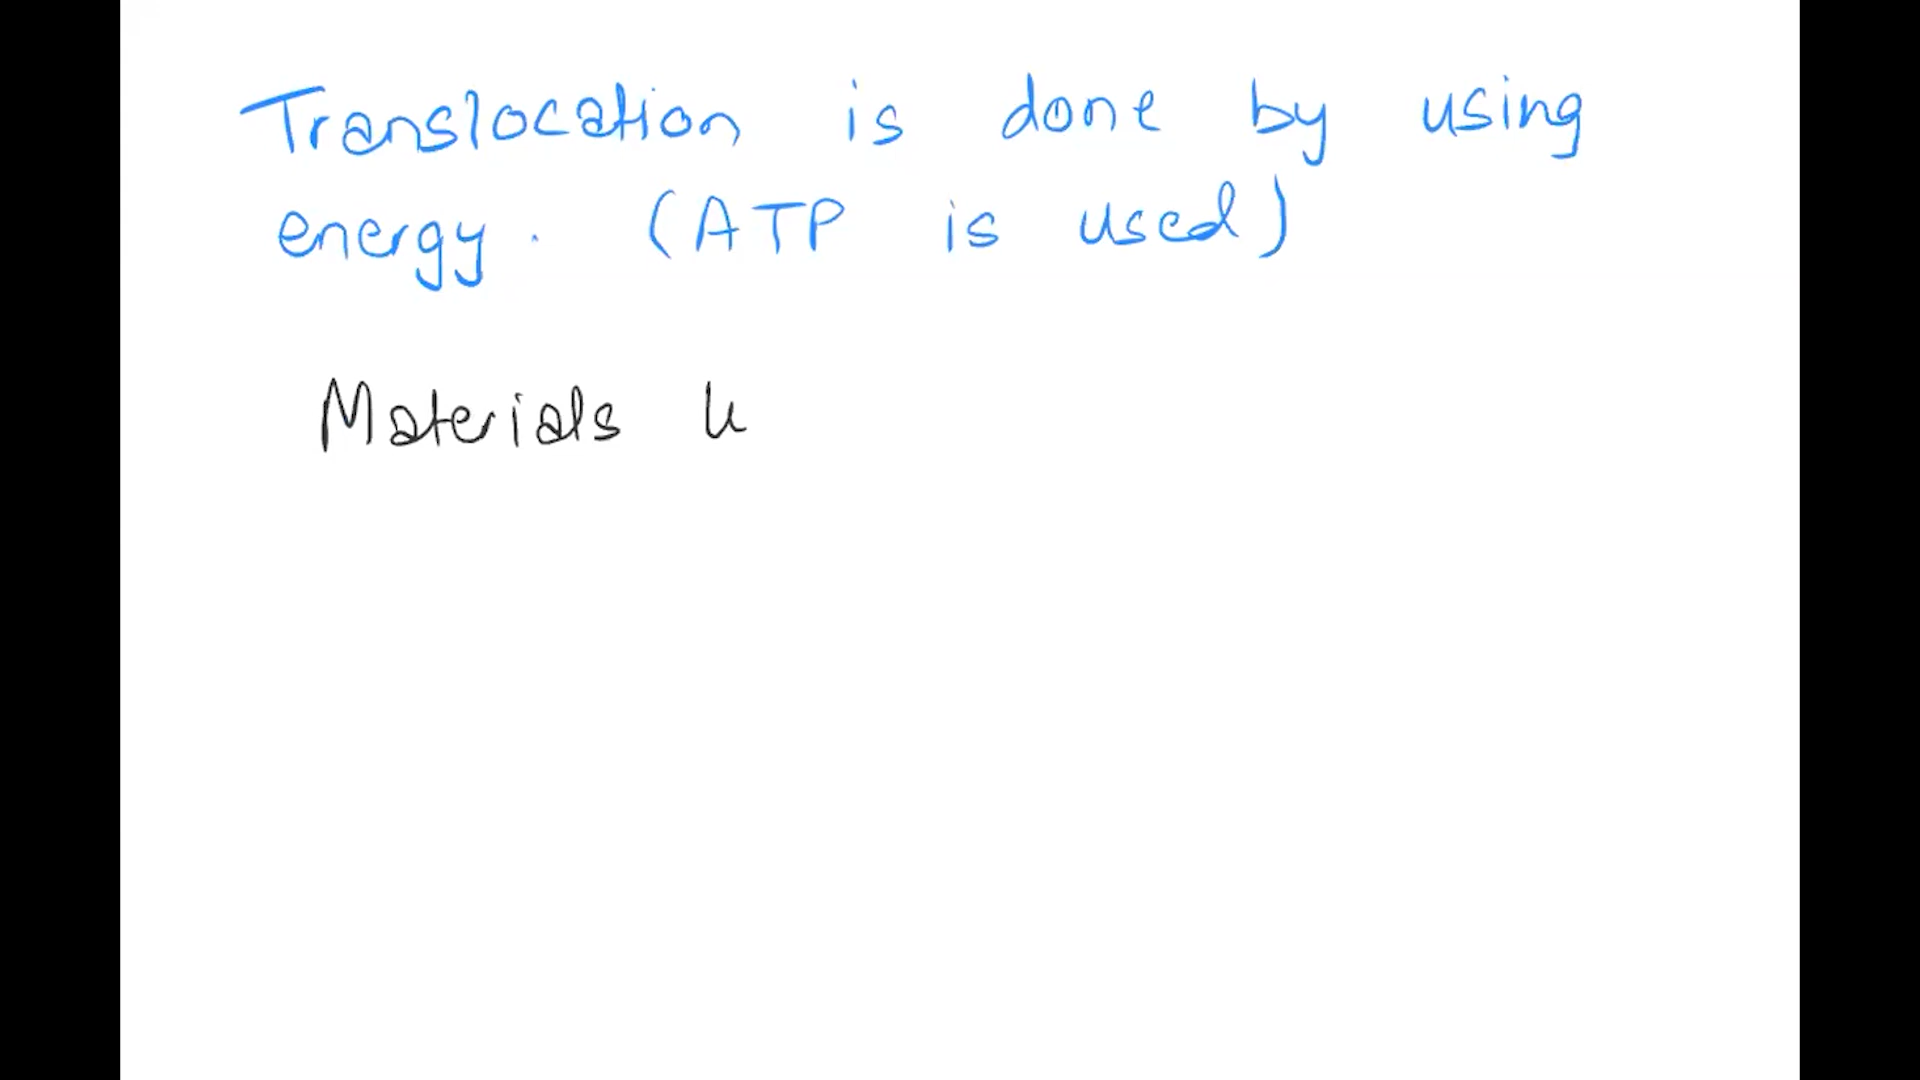 Translocation is done by using
energy. (ATP is used)
Materials